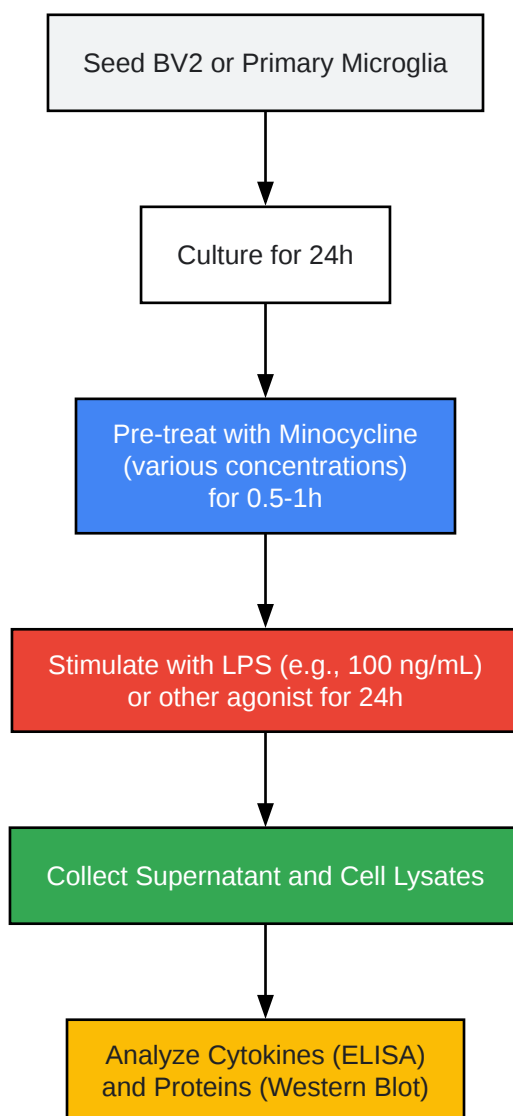 Seed BV2 or Primary Microglia
Culture for 24h
Pre-treat with Minocycline
(various concentrations)
for 0.5-1h
Stimulate with LPS (e.g., 100 ng/mL)
or other agonist for 24h
Collect Supernatant and Cell Lysates
Analyze Cytokines (ELISA)
and Proteins (Western Blot)